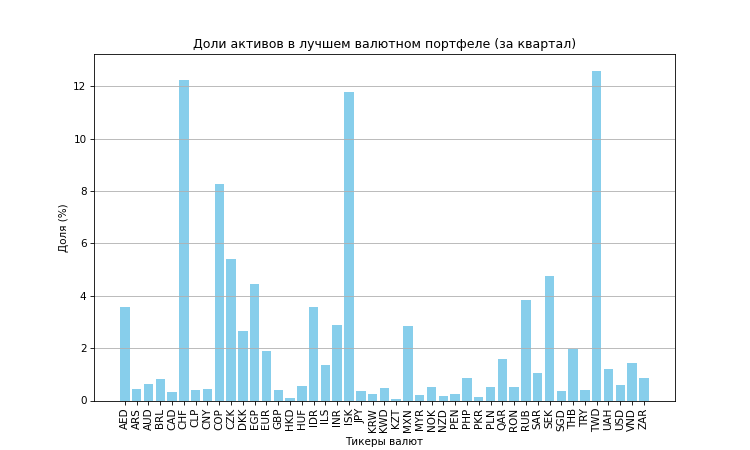 Доли активов в лучшем валютном портфеле (за квартал)
Доля (%)
12
10
8
6
4
2
0
AED ARS AUD BRL CAD CHF CLP CNY COP CZK DKK EGP EUR GBP HKD HUF IDR ILS INR ISK JPY KRW KWD KZT MXN MYR NOK NZD PEN PHP PKR PLN QAR RON RUB SAR SEK SGD THB TRY TWD UAH USD VND ZAR
Тикеры валют